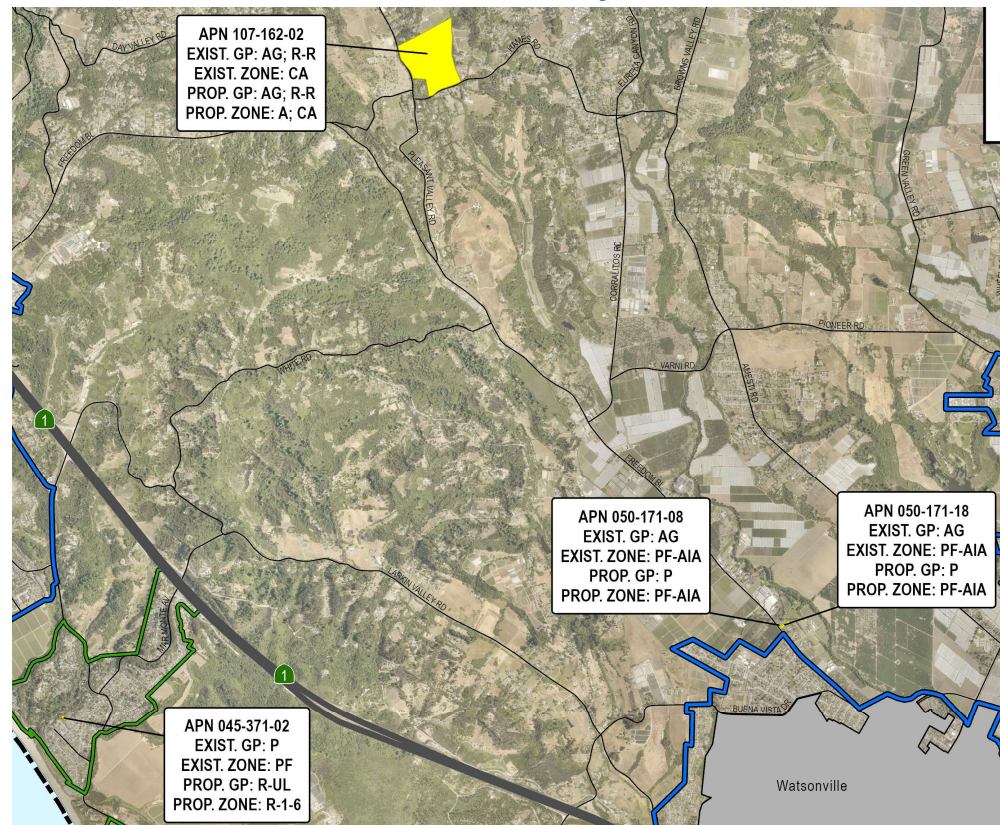 APN 107-162-02
EXIST. GP: AG; R-R
EXIST. ZONE: CA
PROP. GP: AG; R-R
PROP. ZONE: A; CA
DAY VALLEY RD
FREEDOM BL
HAMES RD
EUREKA CANYON RD
BROWNS VALLEY RD
PLEASANT VALLEY RD
GREEN VALLEY RD
CORRALITOS RD
PIONEER RD
VARNI RD
AMESTI RD
WHITE RD
1
FREEDOM BL
APN 050-171-08
EXIST. GP: AG
EXIST. ZONE: PF-AIA
PROP. GP: P
PROP. ZONE: PF-AIA
APN 050-171-18
EXIST. GP: AG
EXIST. ZONE: PF-AIA
PROP. GP: P
PROP. ZONE: PF-AIA
LARKIN VALLEY RD
MAR MONTE AV
1
BUENA VISTA DR
APN 045-371-02
EXIST. GP: P
EXIST. ZONE: PF
PROP. GP: R-UL
PROP. ZONE: R-1-6
Watsonville